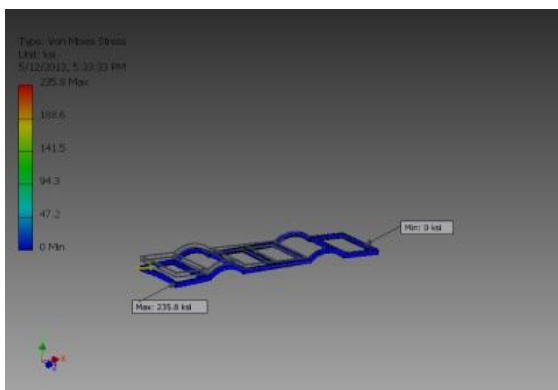 Type: Von Mises Stress
Unit: ksi
5/12/2013, 5:33:33 PM
235.8 Max
188.6
141.5
94.3
47.2
0 Min
Min: 0 ksi
Max: 235.8 ksi